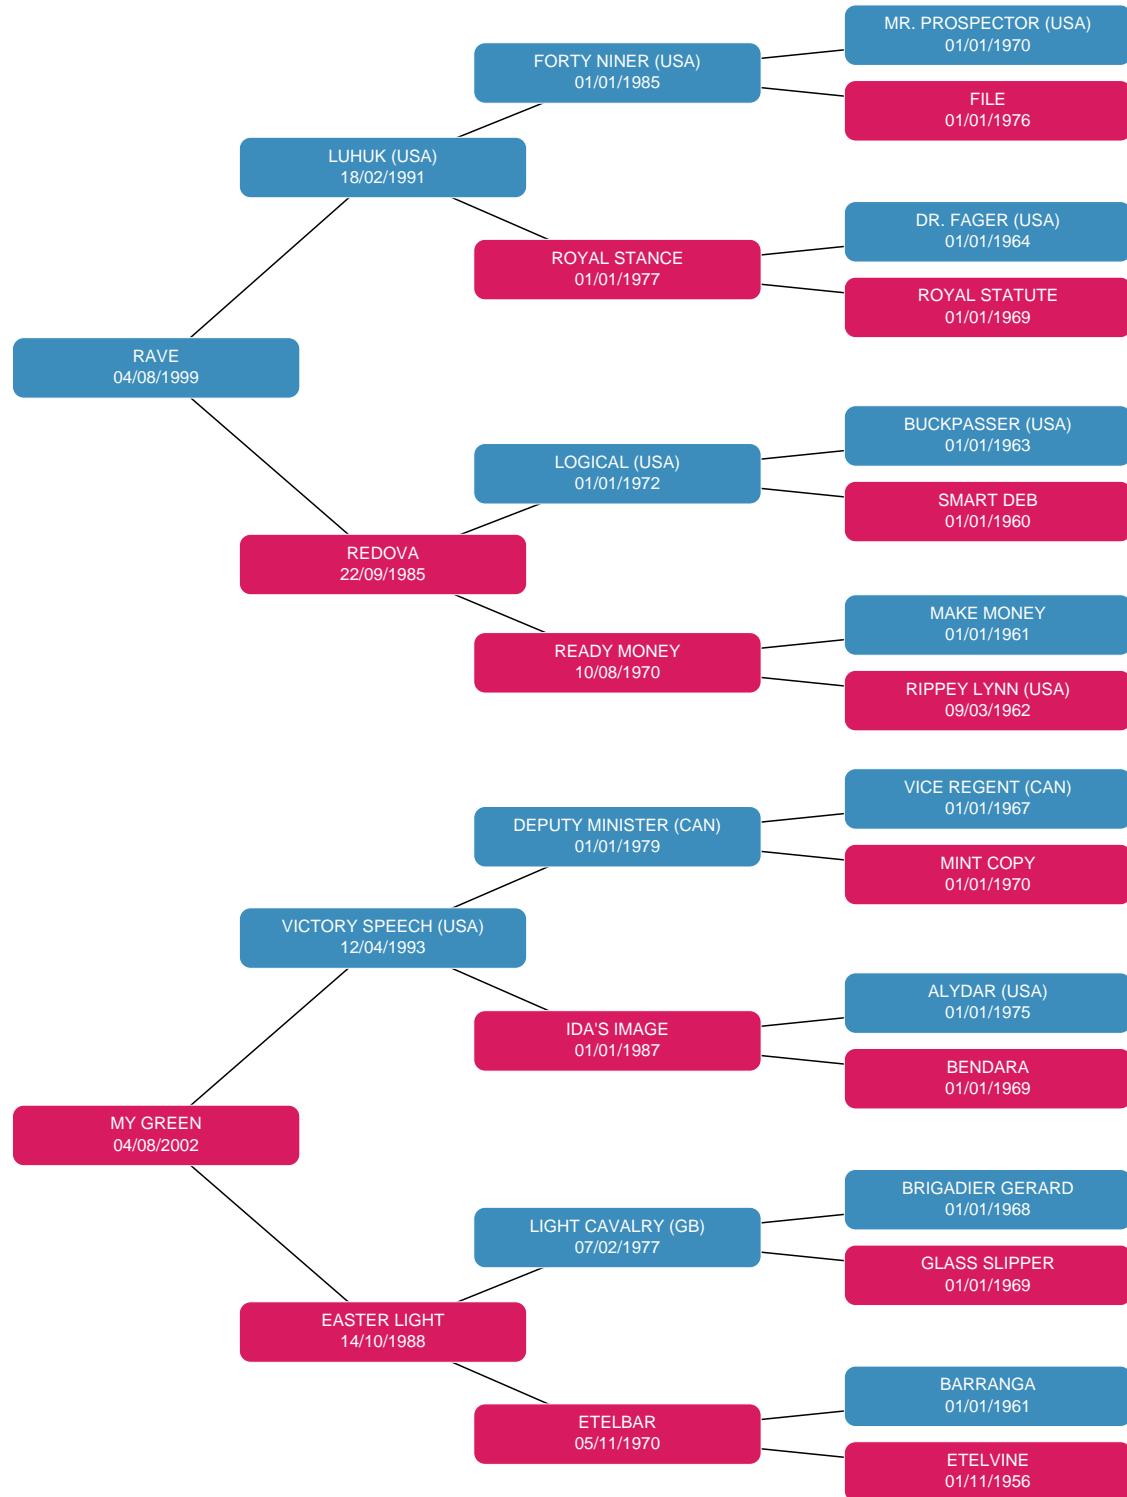 MR. PROSPECTOR (USA)
01/01/1970
FORTY NINER (USA)
01/01/1985
FILE
01/01/1976
LUHUK (USA)
18/02/1991
DR. FAGER (USA)
01/01/1964
ROYAL STANCE
01/01/1977
ROYAL STATUTE
01/01/1969
RAVE
04/08/1999
BUCKPASSER (USA)
01/01/1963
LOGICAL (USA)
01/01/1972
SMART DEB
01/01/1960
REDOVA
22/09/1985
MAKE MONEY
01/01/1961
READY MONEY
10/08/1970
RIPPEY LYNN (USA)
09/03/1962
VICE REGENT (CAN)
01/01/1967
DEPUTY MINISTER (CAN)
01/01/1979
MINT COPY
01/01/1970
VICTORY SPEECH (USA)
12/04/1993
ALYDAR (USA)
01/01/1975
IDA'S IMAGE
01/01/1987
BENDARA
01/01/1969
MY GREEN
04/08/2002
BRIGADIER GERARD
01/01/1968
LIGHT CAVALRY (GB)
07/02/1977
GLASS SLIPPER
01/01/1969
EASTER LIGHT
14/10/1988
BARRANGA
01/01/1961
ETELBAR
05/11/1970
ETELVINE
01/11/1956